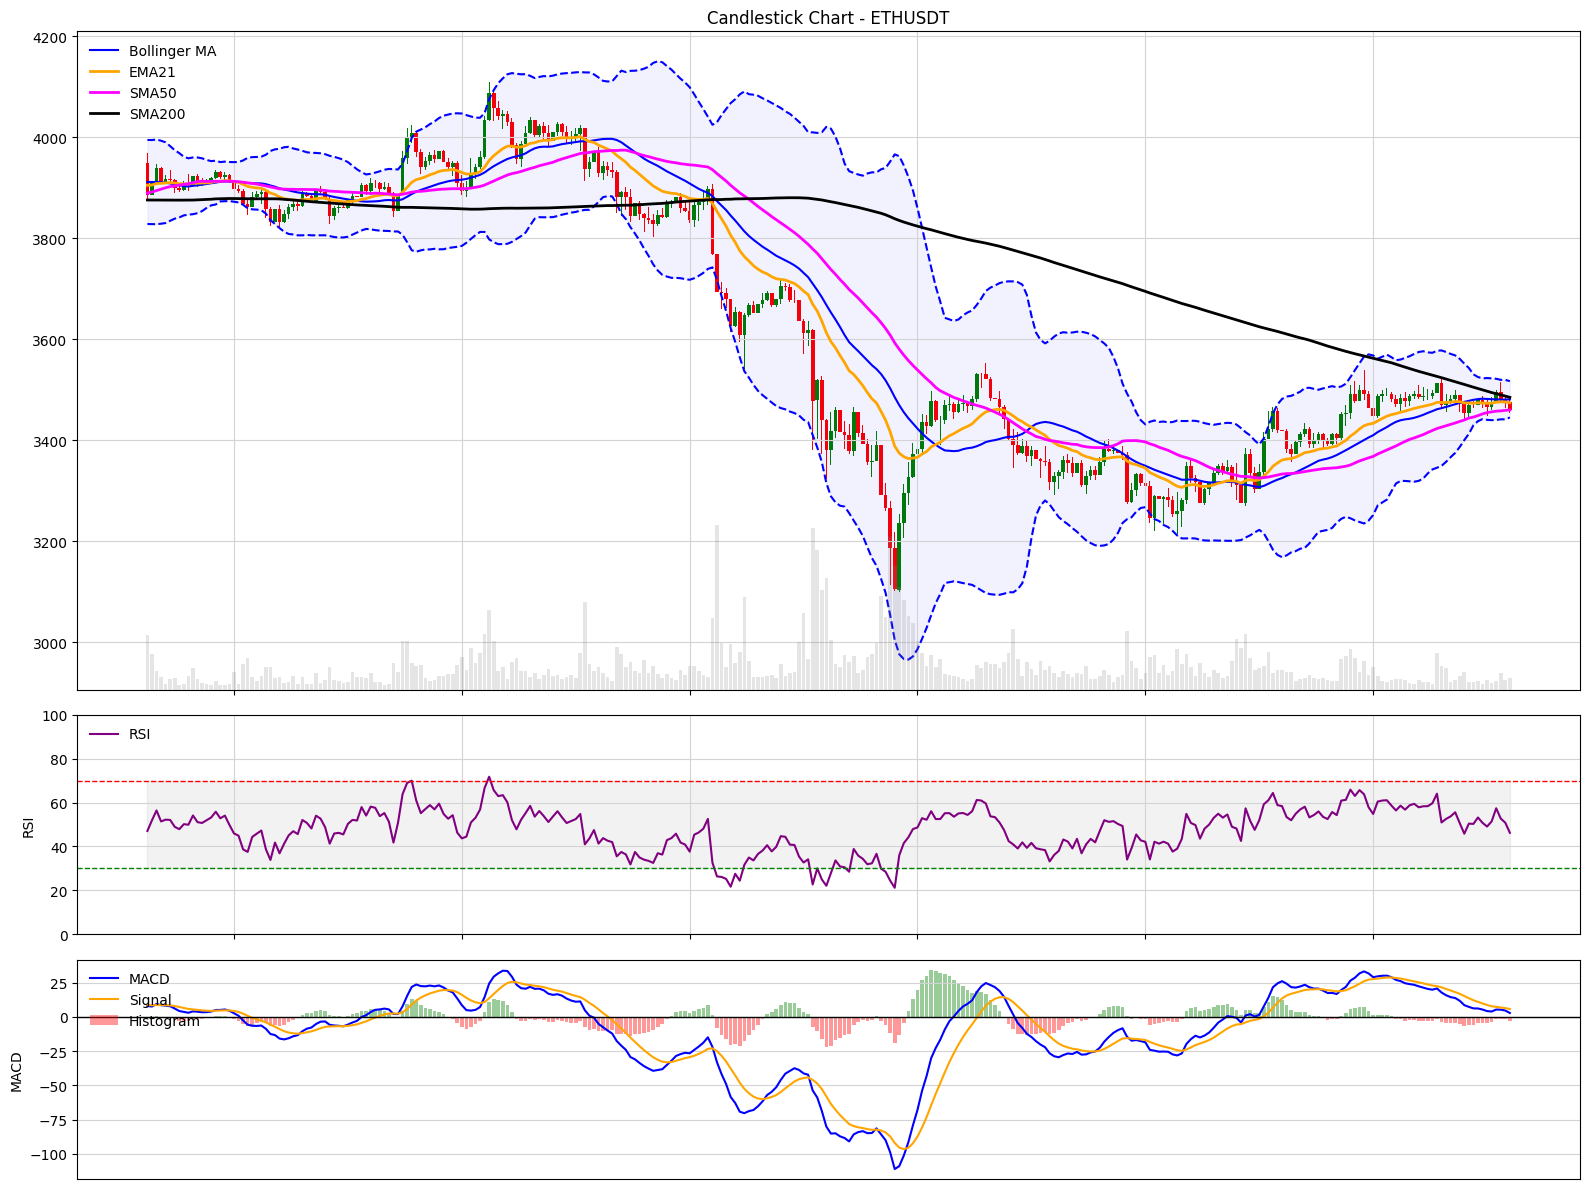 Candlestick Chart - ETHUSDT
Bollinger MA
EMA21
SMA50
SMA200
4200
4000
3800
3600
3400
3200
3000
RSI
RSI
100
80
60
40
20
0
MACD
Signal
Histogram
MACD
25
0
−25
−50
−75
−100